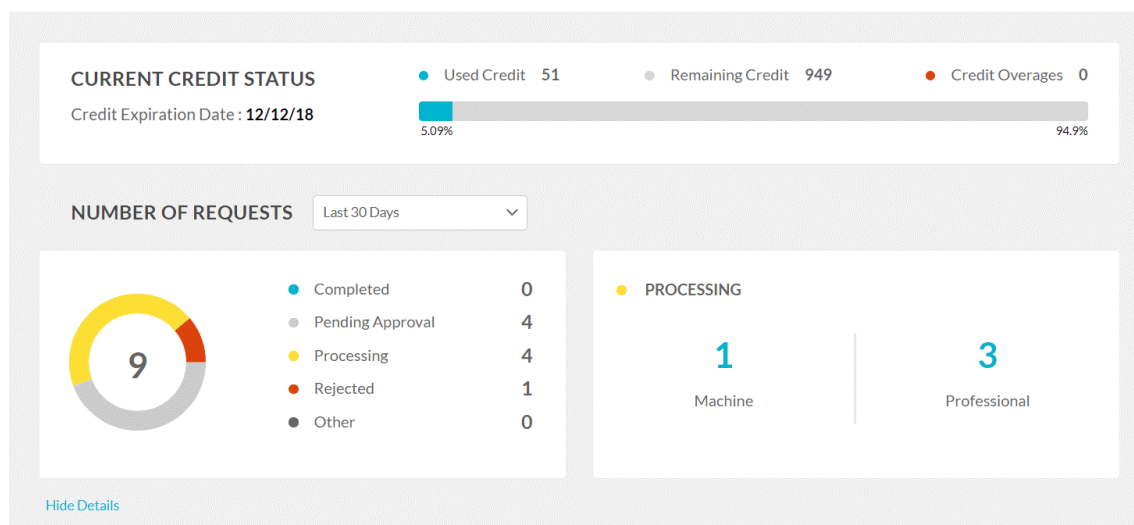 CURRENT CREDIT STATUS
Credit Expiration Date : 12/12/18
Used Credit 51
Remaining Credit 949
Credit Overages 0
5.09%
94.9%
NUMBER OF REQUESTS
Last 30 Days
9
Completed 0
Pending Approval 4
Processing 4
Rejected 1
Other 0
PROCESSING
1
Machine
3
Professional
Hide Details